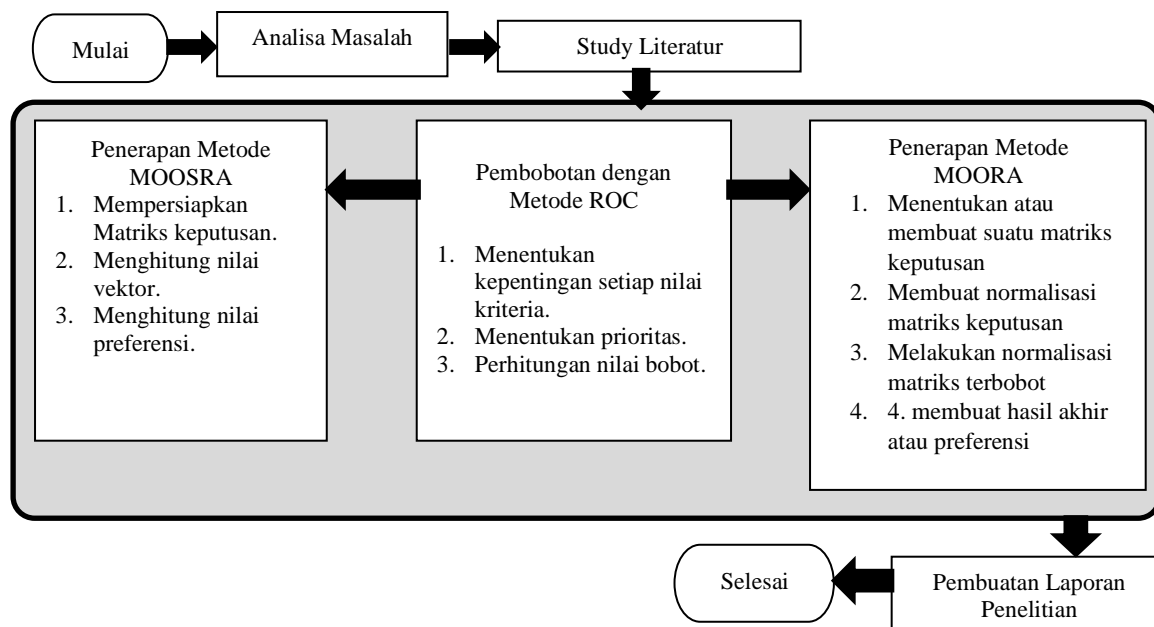 Mulai
Analisa Masalah
Study Literatur
Penerapan Metode
MOOSRA
1. Mempersiapkan
Matriks keputusan.
2. Menghitung nilai
vektor.
3. Menghitung nilai
preferensi.
Pembobotan dengan
Metode ROC
1. Menentukan
kepentingan setiap nilai
kriteria.
2. Menentukan prioritas.
3. Perhitungan nilai bobot.
Penerapan Metode
MOORA
1. Menentukan atau
membuat suatu matriks
keputusan
2. Membuat normalisasi
matriks keputusan
3. Melakukan normalisasi
matriks terbobot
4. 4. membuat hasil akhir
atau preferensi
Selesai
Pembuatan Laporan
Penelitian